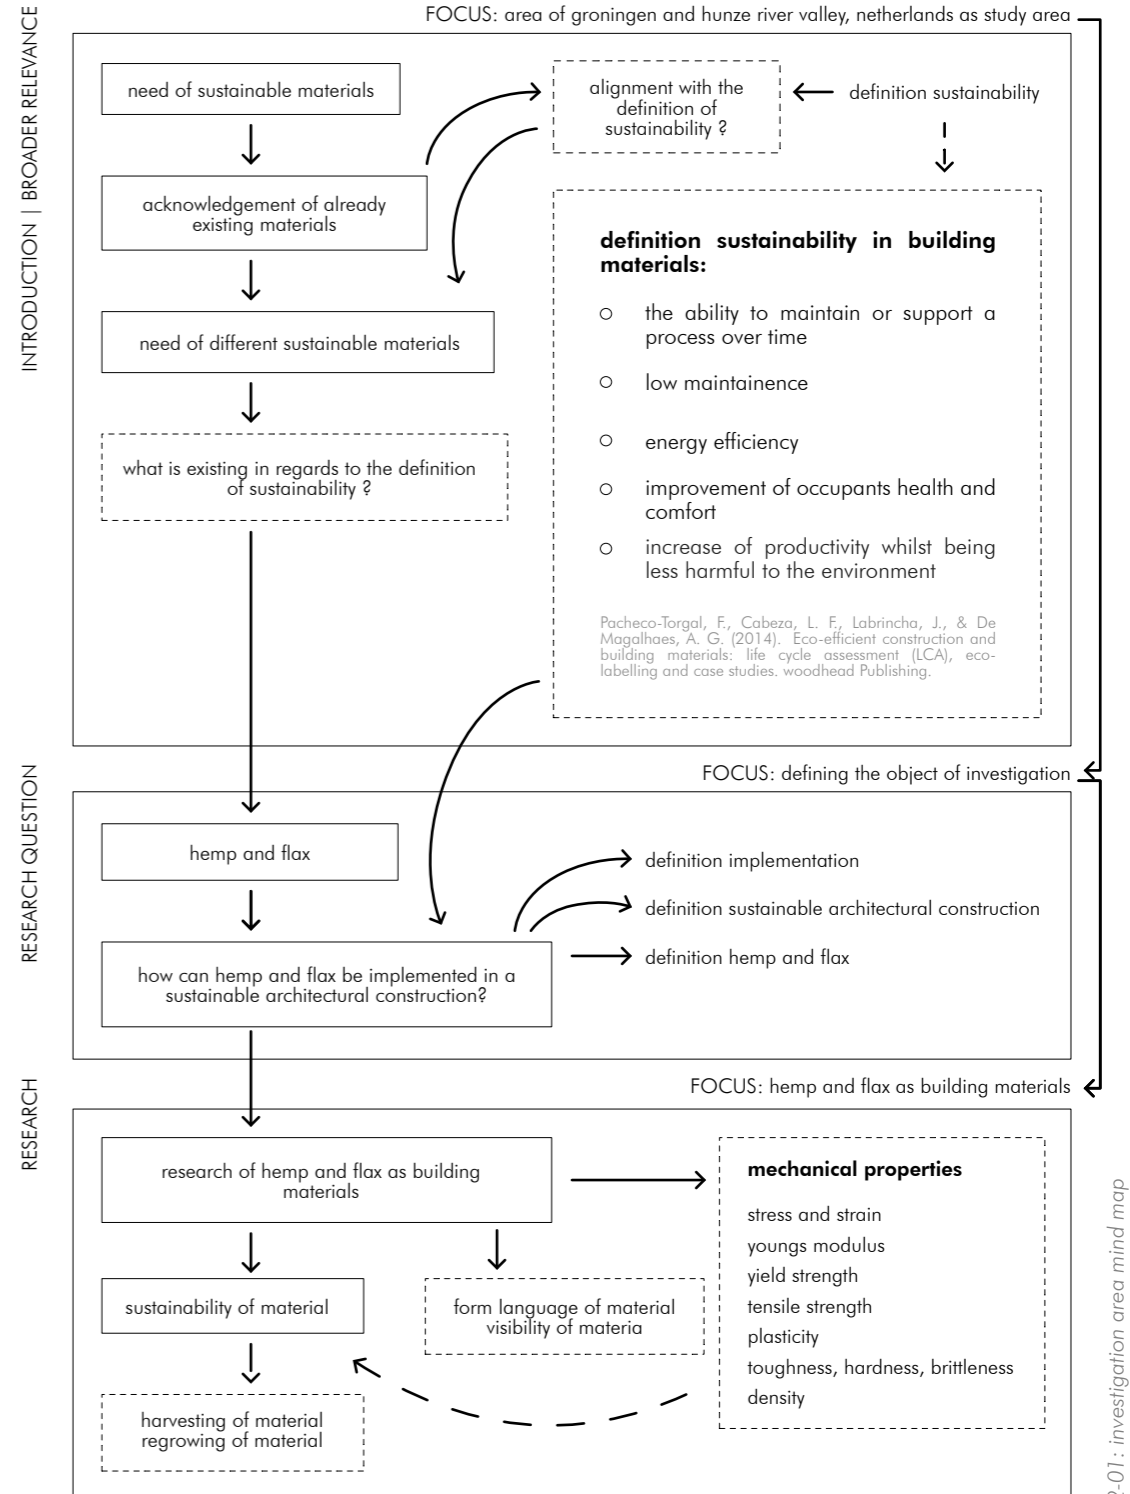 FOCUS: area of groningen and hunze river valley, netherlands as study area
INTRODUCTION | BROADER RELEVANCE
need of sustainable materials
acknowledgement of already
existing materials
need of different sustainable materials
what is existing in regards to the definition
of sustainability ?
alignment with the
definition of
sustainability ?
definition sustainability
definition sustainability in building
materials:
the ability to maintain or support a
process over time
low maintainence
energy efficiency
improvement of occupants health and
comfort
increase of productivity whilst being
less harmful to the environment
Pacheco-Torgal, F., Cabeza, L. F., Labrincha, J., & De
Magalhaes, A. G. (2014). Eco-efficient construction and
building materials: life cycle assessment (LCA), eco-
labelling and case studies. woodhead Publishing.
FOCUS: defining the object of investigation
RESEARCH QUESTION
hemp and flax
how can hemp and flax be implemented in a
sustainable architectural construction?
definition implementation
definition sustainable architectural construction
definition hemp and flax
FOCUS: hemp and flax as building materials
RESEARCH
research of hemp and flax as building
materials
sustainability of material
harvesting of material
regrowing of material
form language of material
visibility of materia
mechanical properties
stress and strain
youngs modulus
yield strength
tensile strength
plasticity
toughness, hardness, brittleness
density
-01: investigation area mind map